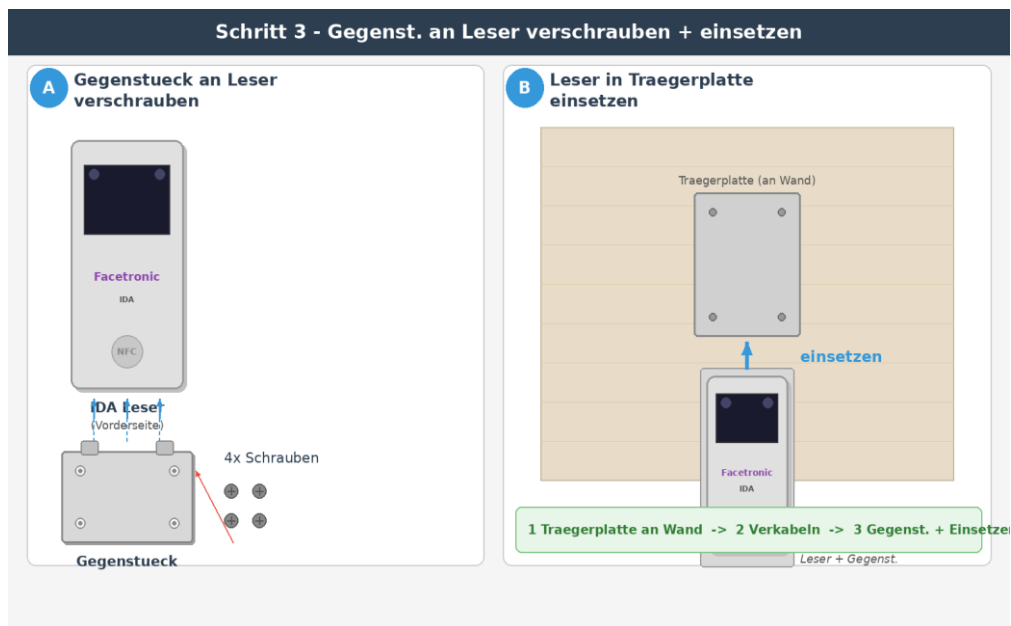 Schritt 3 - Gegenst. an Leser verschrauben + einsetzen
A
Gegenstueck an Leser
verschrauben
Facetronic
IDA
NFC
IDA Leser
(Vorderseite)
4x Schrauben
Gegenstueck
B
Leser in Traegerplatte
einsetzen
Traegerplatte (an Wand)
einsetzen
Facetronic
IDA
1 Traegerplatte an Wand -> 2 Verkabeln -> 3 Gegenst. + Einsetzen
Leser + Gegenst.